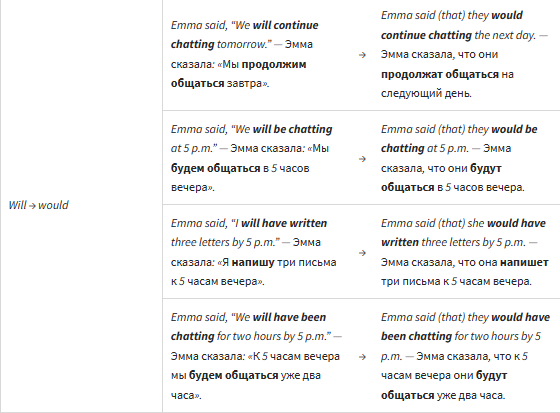 Will → would
Emma said, “We will continue
chatting tomorrow.” — Эмма
сказала: «Мы продолжим
общаться завтра».
→
Emma said (that) they would
continue chatting the next day. —
Эмма сказала, что они
продолжат общаться на
следующий день.
Emma said, “We will be chatting
at 5 p.m.” — Эмма сказала: «Мы
будем общаться в 5 часов
вечера».
→
Emma said (that) they would be
chatting at 5 p.m. — Эмма
сказала, что они будут
общаться в 5 часов вечера.
Emma said, “I will have written
three letters by 5 p.m.” — Эмма
сказала: «Я напишу три письма
к 5 часам вечера».
→
Emma said (that) she would have
written three letters by 5 p.m. —
Эмма сказала, что она напишет
три письма к 5 часам вечера.
Emma said, “We will have been
chatting for two hours by 5 p.m.” —
Эмма сказала: «К 5 часам вечера
мы будем общаться уже два
часа».
→
Emma said (that) they would have
been chatting for two hours by 5
p.m. — Эмма сказала, что к 5
часам вечера они будут
общаться уже два часа.